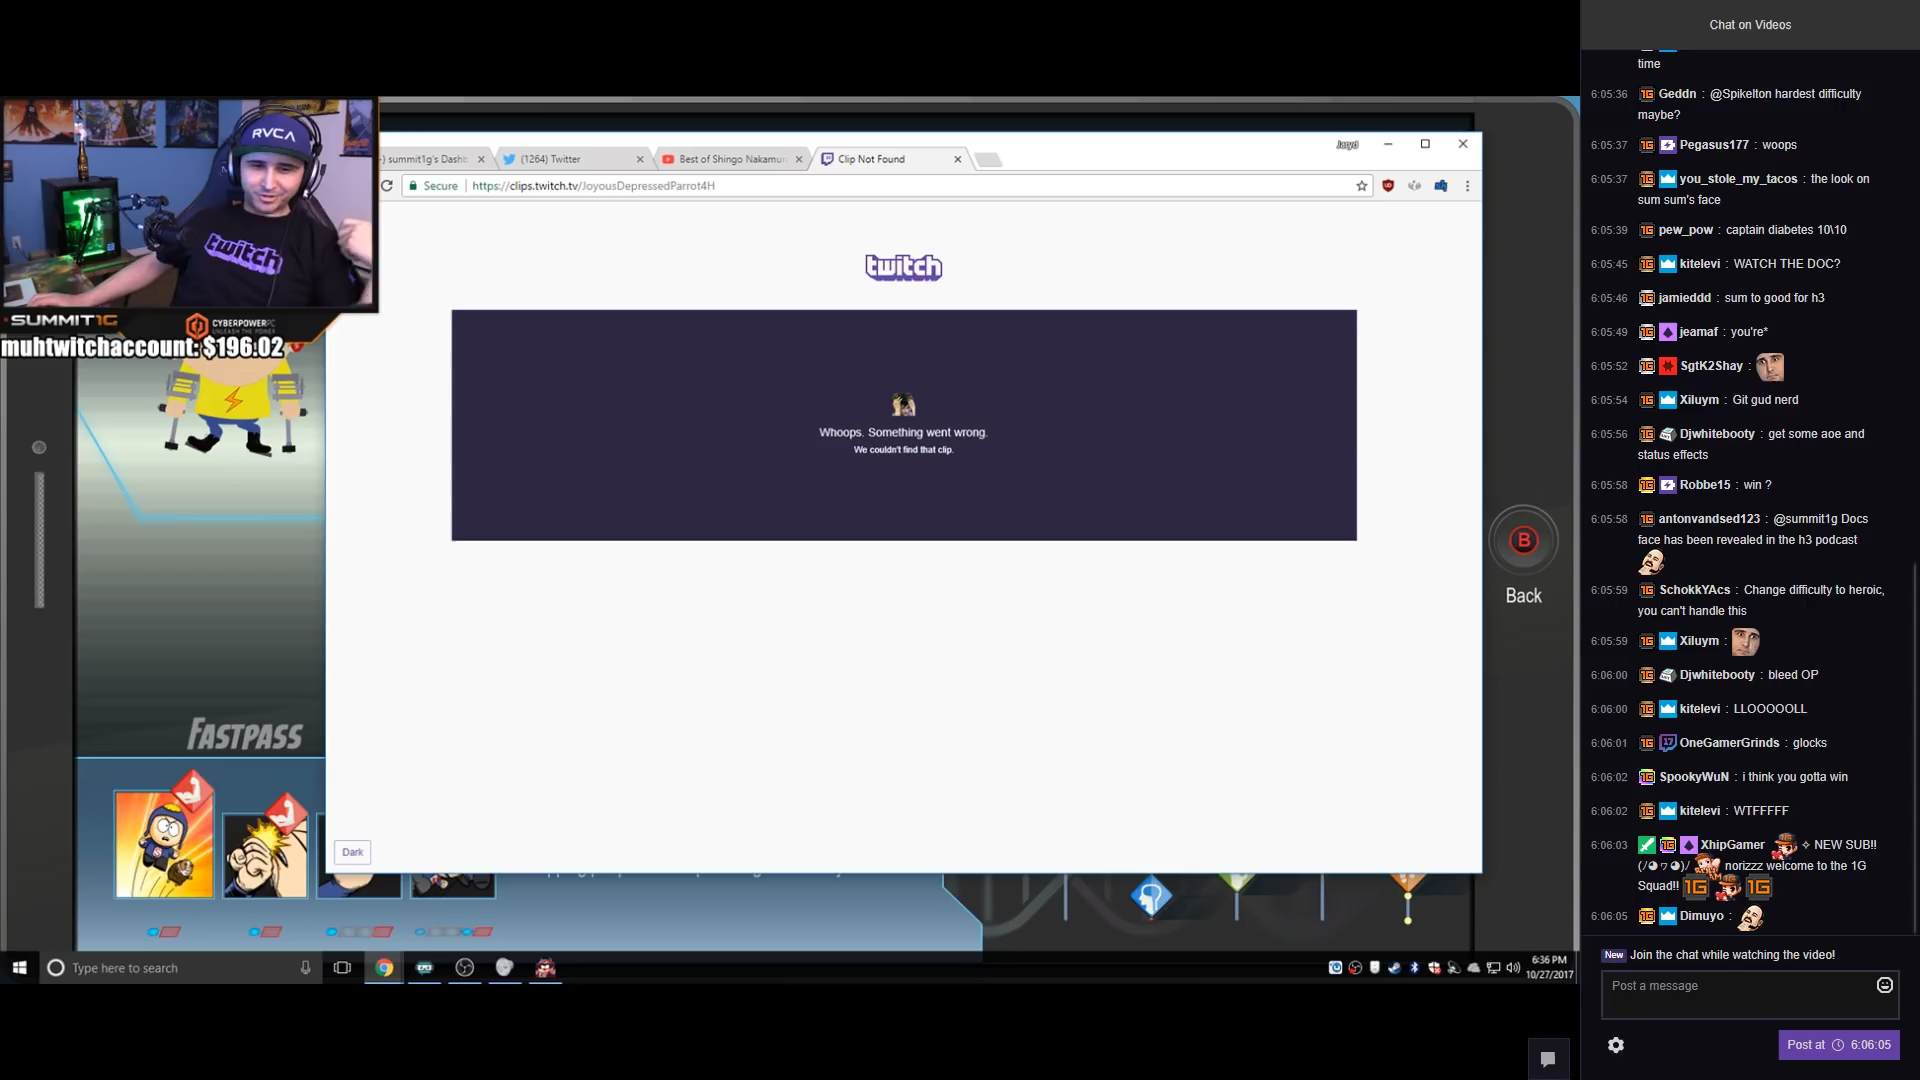 Chat on Videos
time
6:05:36 Geddn : @Spikelton hardest difficulty
maybe?
6:05:37 Pegasus177 : woops
6:05:37 you_stole_my_tacos : the look on
sum sum's face
6:05:39 pew_pow : captain diabetes 10\10
6:05:45 kitelevi : WATCH THE DOC?
6:05:46 jamieddd : sum to good for h3
6:05:49 jeamaf : you're*
6:05:52 SgtK2Shay :
6:05:54 Xiluym : Git gud nerd
6:05:56 Djwhitebooty : get some aoe and
status effects
6:05:58 Robbe15 : win ?
6:05:58 antonvandsed123 : @summit1g Docs
face has been revealed in the h3 podcast
6:05:59 SchokkYAcs : Change difficulty to heroic,
you can't handle this
6:05:59 Xiluym :
6:06:00 Djwhitebooty : bleed OP
6:06:00 kitelevi : LLOOOOOLL
6:06:01 OneGamerGrinds : glocks
6:06:02 SpookyWuN : i think you gotta win
6:06:02 kitelevi : WTFFFFF
6:06:03 XhipGamer ✧ NEW SUB!!
(/◕ヮ◕)/ norizzz welcome to the 1G
Squad!! 1G 1G
6:06:05 Dimuyo :
New Join the chat while watching the video!
Post a message
Post at 6:06:05
RVCA
twitch
SUMMIT1G
CYBERPOWERPC
UNLEASH THE POWER
muhtwitchaccount: $196.02
summit1g's Dashb
(1264) Twitter
Best of Shingo Nakamur
Clip Not Found
Jaryd
Secure https://clips.twitch.tv/JoyousDepressedParrot4H
twitch
Whoops. Something went wrong.
We couldn't find that clip.
Dark
B
Back
FASTPASS
Type here to search
6:36 PM
10/27/2017